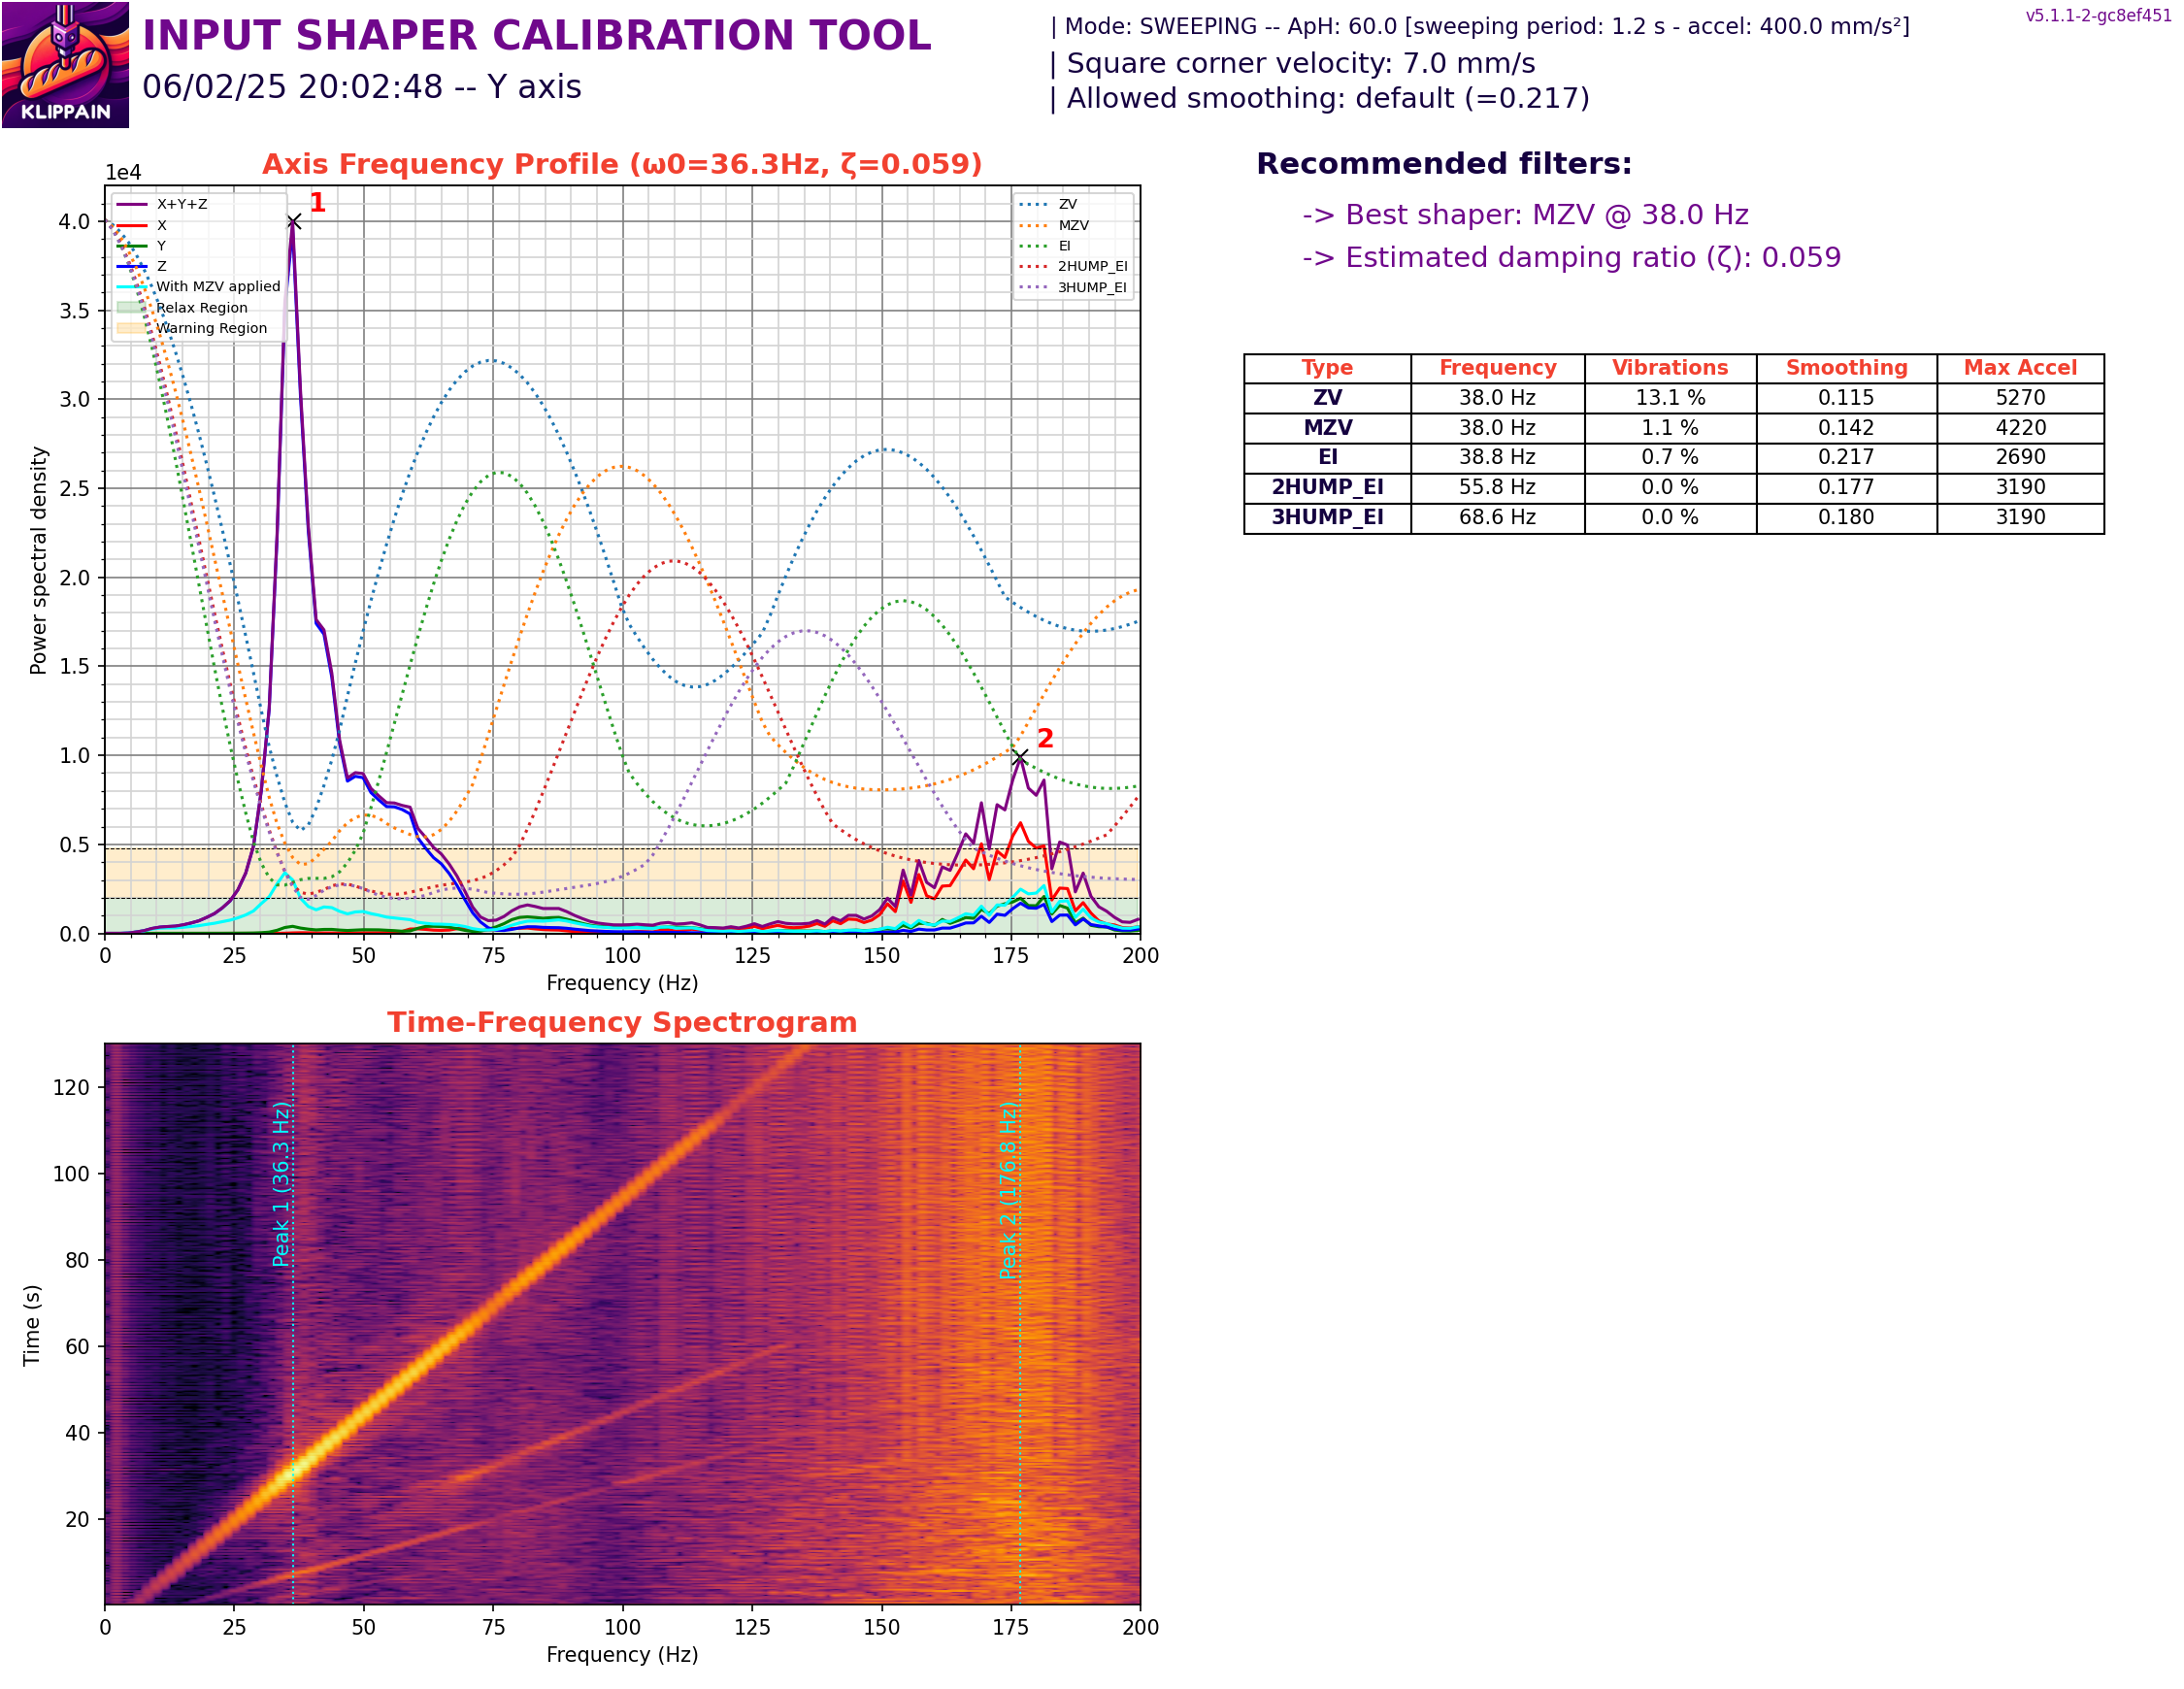 INPUT SHAPER CALIBRATION TOOL
06/02/25 20:02:48 -- Y axis
KLIPPAIN
| Mode: SWEEPING -- ApH: 60.0 [sweeping period: 1.2 s - accel: 400.0 mm/s²]
| Square corner velocity: 7.0 mm/s
| Allowed smoothing: default (=0.217)
v5.1.1-2-gc8ef451
Axis Frequency Profile (ω0=36.3Hz, ζ=0.059)
1e4
X+Y+Z
X
Y
Z
With MZV applied
Relax Region
Warning Region
1
2
ZV
MZV
EI
2HUMP_EI
3HUMP_EI
Power spectral density
4.0
3.5
3.0
2.5
2.0
1.5
1.0
0.5
0.0
0 25 50 75 100 125 150 175 200
Frequency (Hz)
Recommended filters:
-> Best shaper: MZV @ 38.0 Hz
-> Estimated damping ratio (ζ): 0.059
Type Frequency Vibrations Smoothing Max Accel
ZV 38.0 Hz 13.1 % 0.115 5270
MZV 38.0 Hz 1.1 % 0.142 4220
EI 38.8 Hz 0.7 % 0.217 2690
2HUMP_EI 55.8 Hz 0.0 % 0.177 3190
3HUMP_EI 68.6 Hz 0.0 % 0.180 3190
Time-Frequency Spectrogram
Time (s)
120
100
80
60
40
20
Peak 1 (36.3 Hz)
Peak 2 (176.8 Hz)
0 25 50 75 100 125 150 175 200
Frequency (Hz)